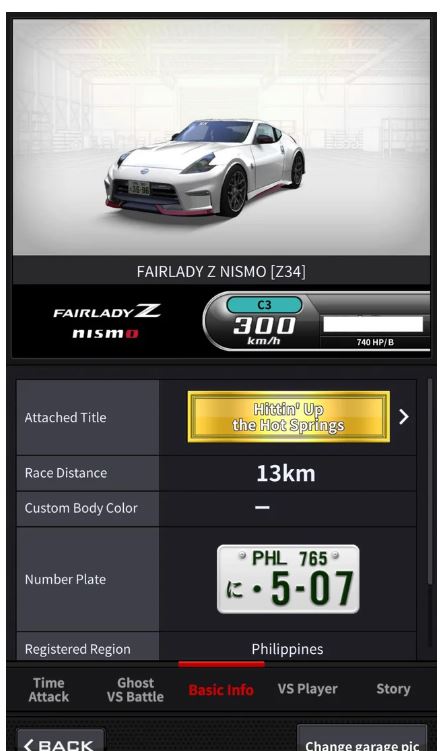 36-96
FAIRLADY Z NISMO [Z34]
FAIRLADY Z
nismo
C3
300
km/h
740 HP/B
Attached Title
Hittin' Up
the Hot Springs
Race Distance
13km
Custom Body Color
—
Number Plate
PHL 765
に ・5-07
Registered Region
Philippines
Time
Attack
Ghost
VS Battle
Basic Info
VS Player
Story
BACK
Change garage pic